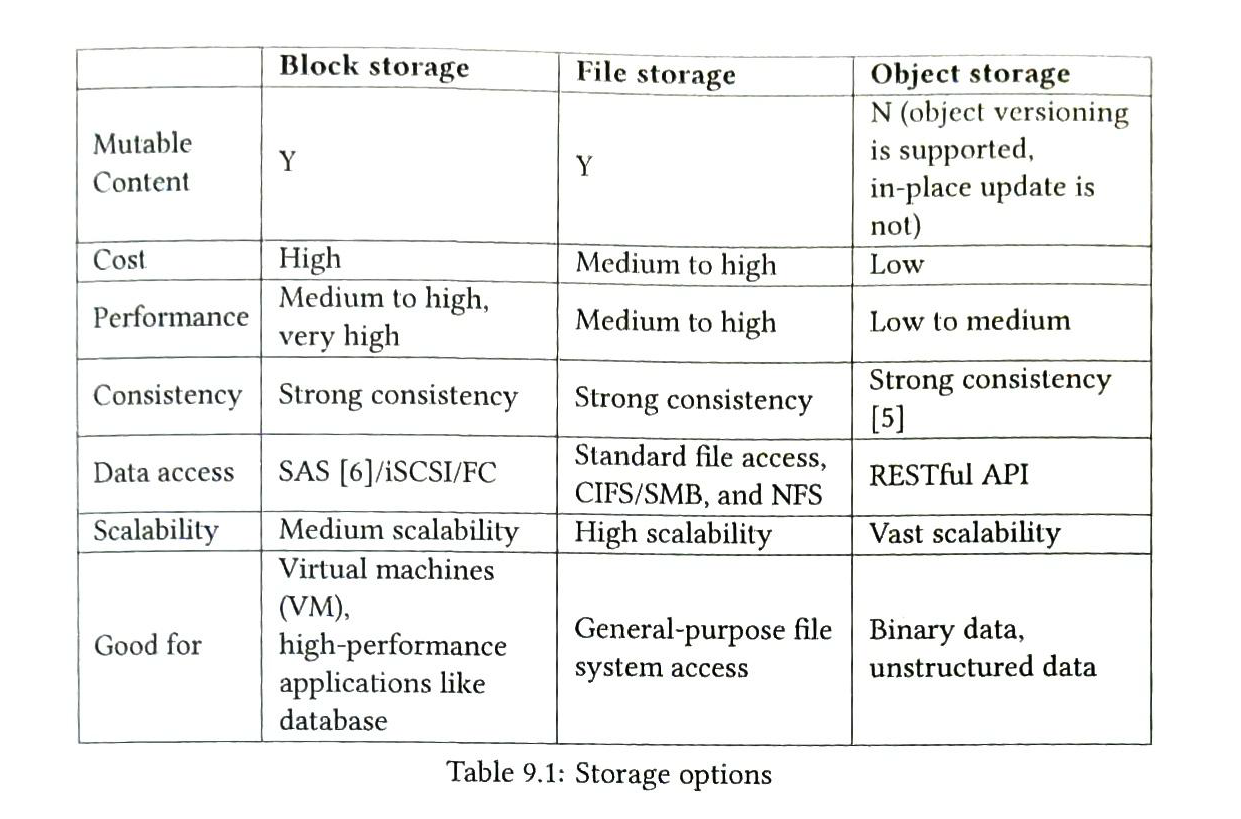 Block storage
File storage
Object storage
Mutable
Content
Y
Y
N (object versioning
is supported,
in-place update is
not)
Cost
High
Medium to high
Low
Performance
Medium to high,
very high
Medium to high
Low to medium
Consistency
Strong consistency
Strong consistency
Strong consistency
[5]
Data access
SAS [6]/iSCSI/FC
Standard file access,
CIFS/SMB, and NFS
RESTful API
Scalability
Medium scalability
High scalability
Vast scalability
Good for
Virtual machines
(VM),
high-performance
applications like
database
General-purpose file
system access
Binary data,
unstructured data
Table 9.1: Storage options